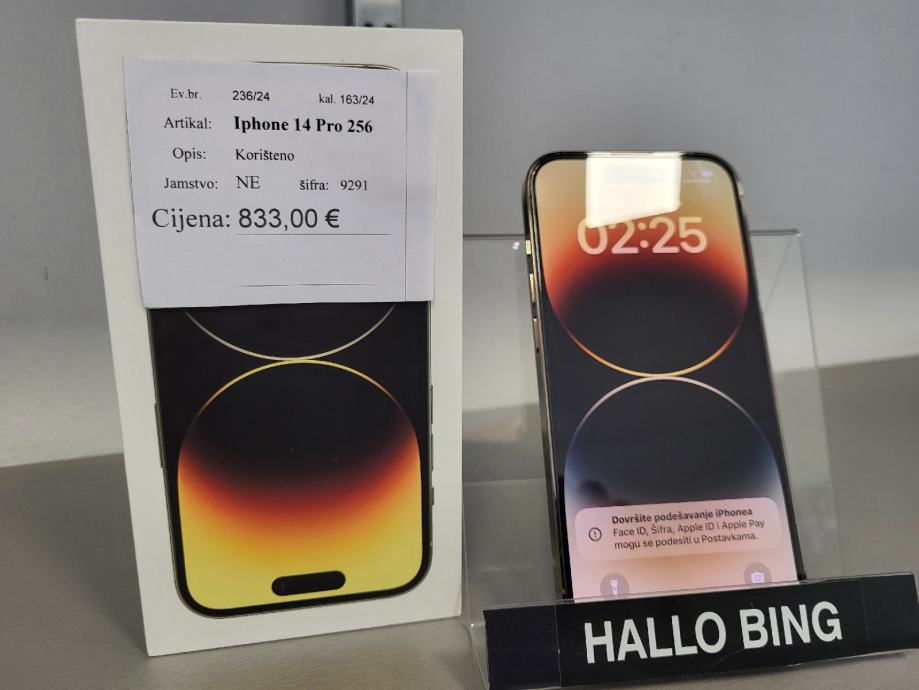 Ev.br. 236/24 kal. 163/24
Artikal: Iphone 14 Pro 256
Opis: Korišteno
Jamstvo: NE šifra: 9291
Cijena: 833,00 €
02:25
Dovršite podešavanje iPhonea
Face ID, Šifra, Apple ID i Apple Pay
mogu se podesiti u Postavkama.
HALLO BING